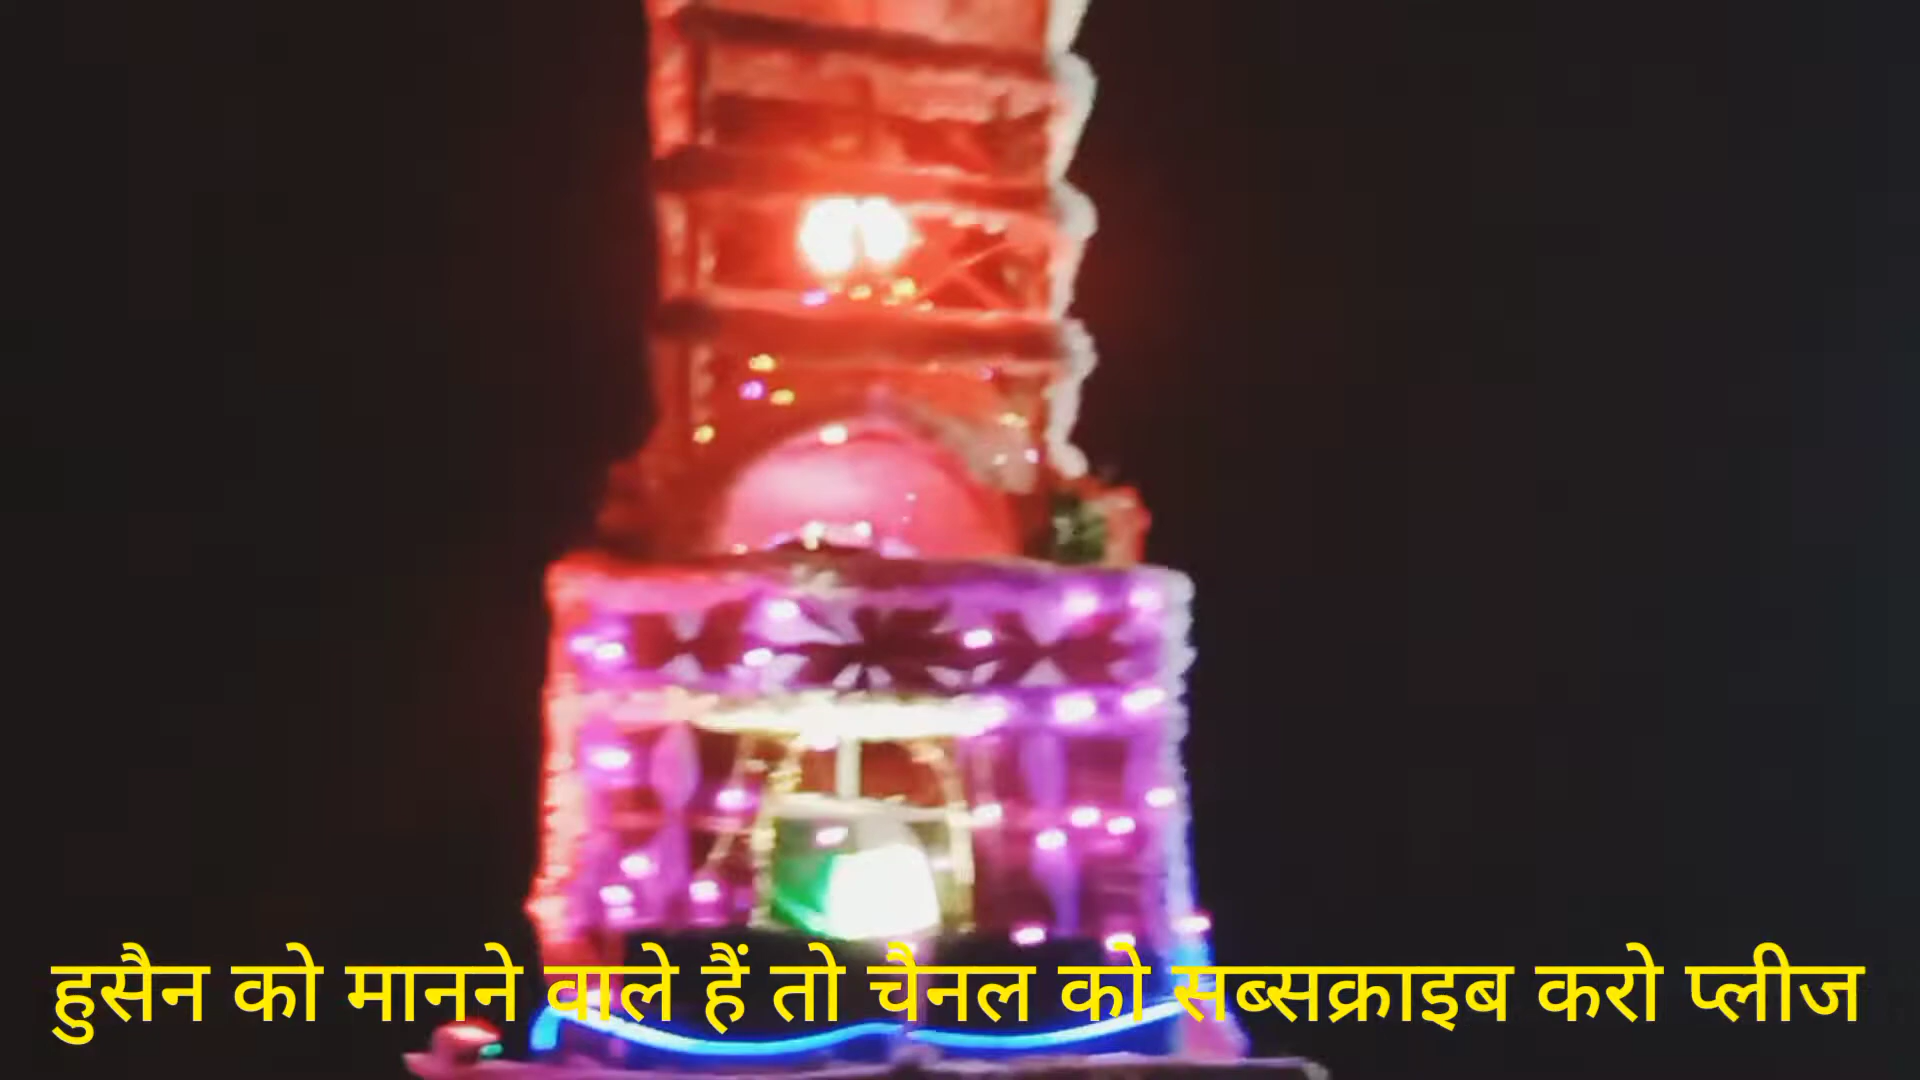 हुसैन को मानने वाले हैं तो चैनल को सब्सक्राइब करो प्लीज